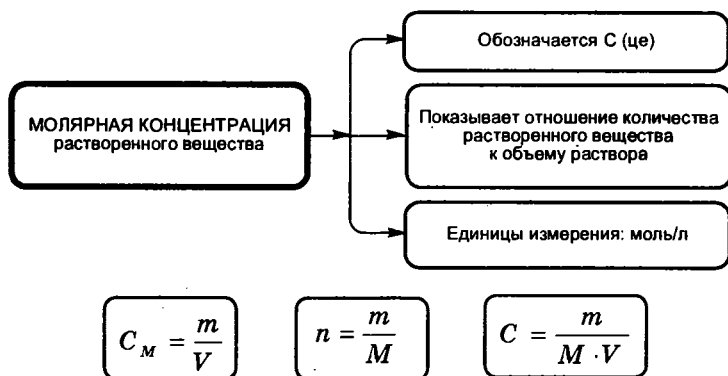 Обозначается С (це)
МОЛЯРНАЯ КОНЦЕНТРАЦИЯ
растворенного вещества
Показывает отношение количества
растворенного вещества
к объему раствора
Единицы измерения: моль/л
C_M = m/V
n = m/M
C = m/(M · V)